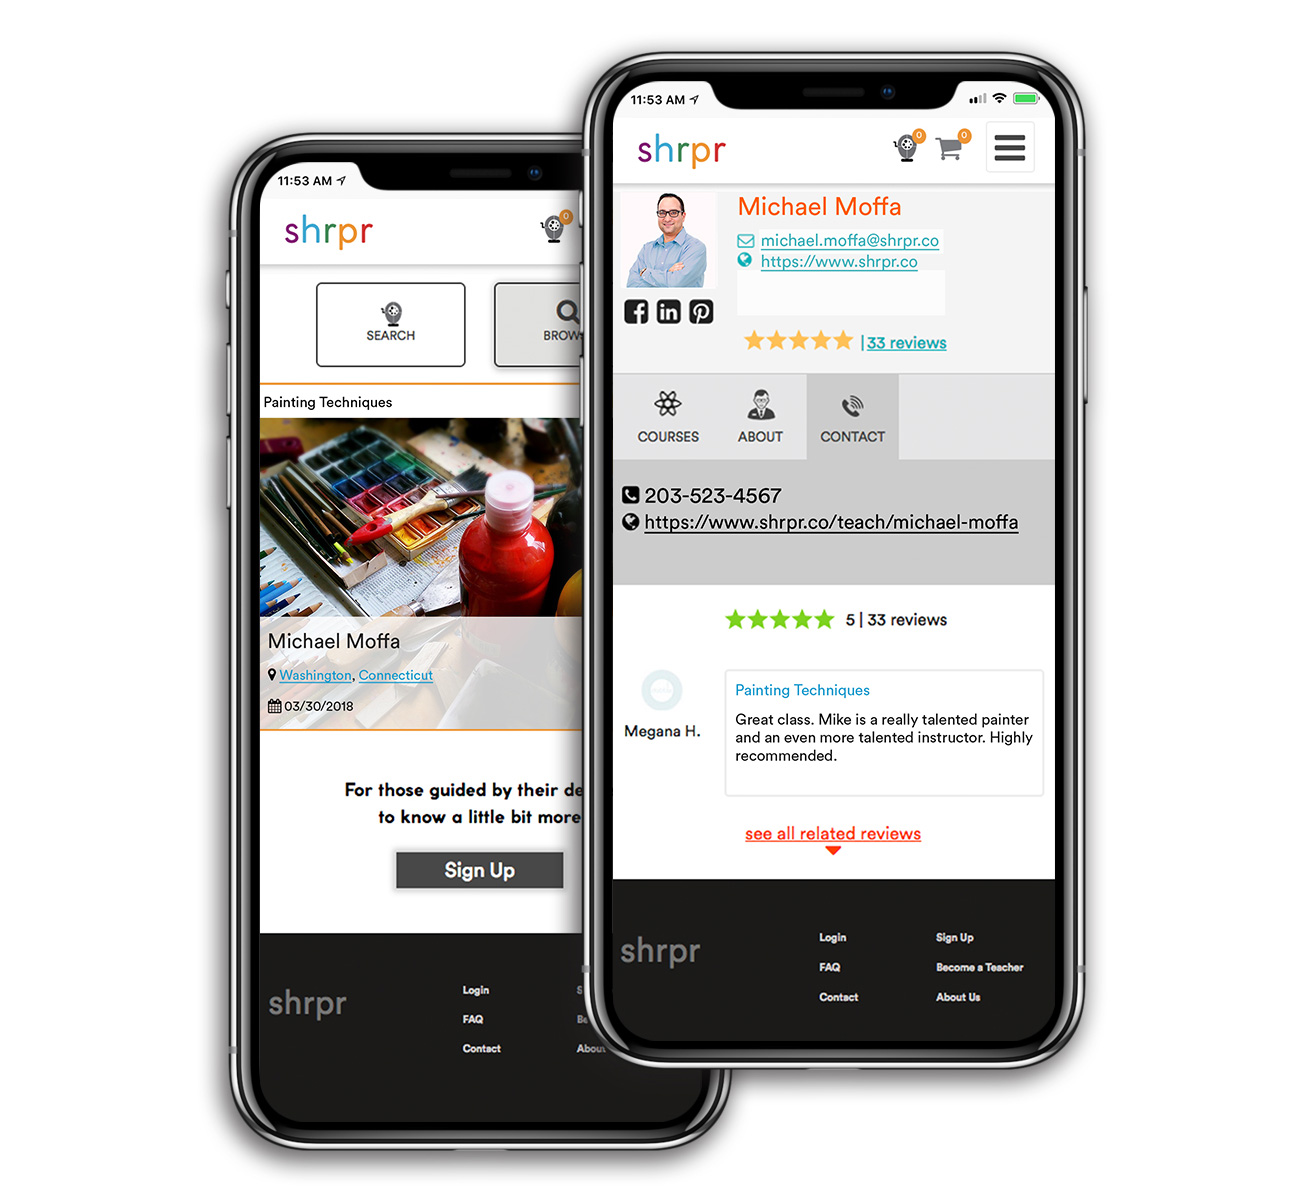 11:53 AM
shrpr
0
SEARCH
BROW
Painting Techniques
Michael Moffa
Washington, Connecticut
03/30/2018
For those guided by their de
to know a little bit more
Sign Up
shrpr
Login
S
FAQ
Be
Contact
About
11:53 AM
shrpr
0
0
Michael Moffa
michael.moffa@shrpr.co
https://www.shrpr.co
| 33 reviews
COURSES
ABOUT
CONTACT
203-523-4567
https://www.shrpr.co/teach/michael-moffa
5 | 33 reviews
Megana H.
Painting Techniques
Great class. Mike is a really talented painter
and an even more talented instructor. Highly
recommended.
see all related reviews
shrpr
Login
Sign Up
FAQ
Become a Teacher
Contact
About Us